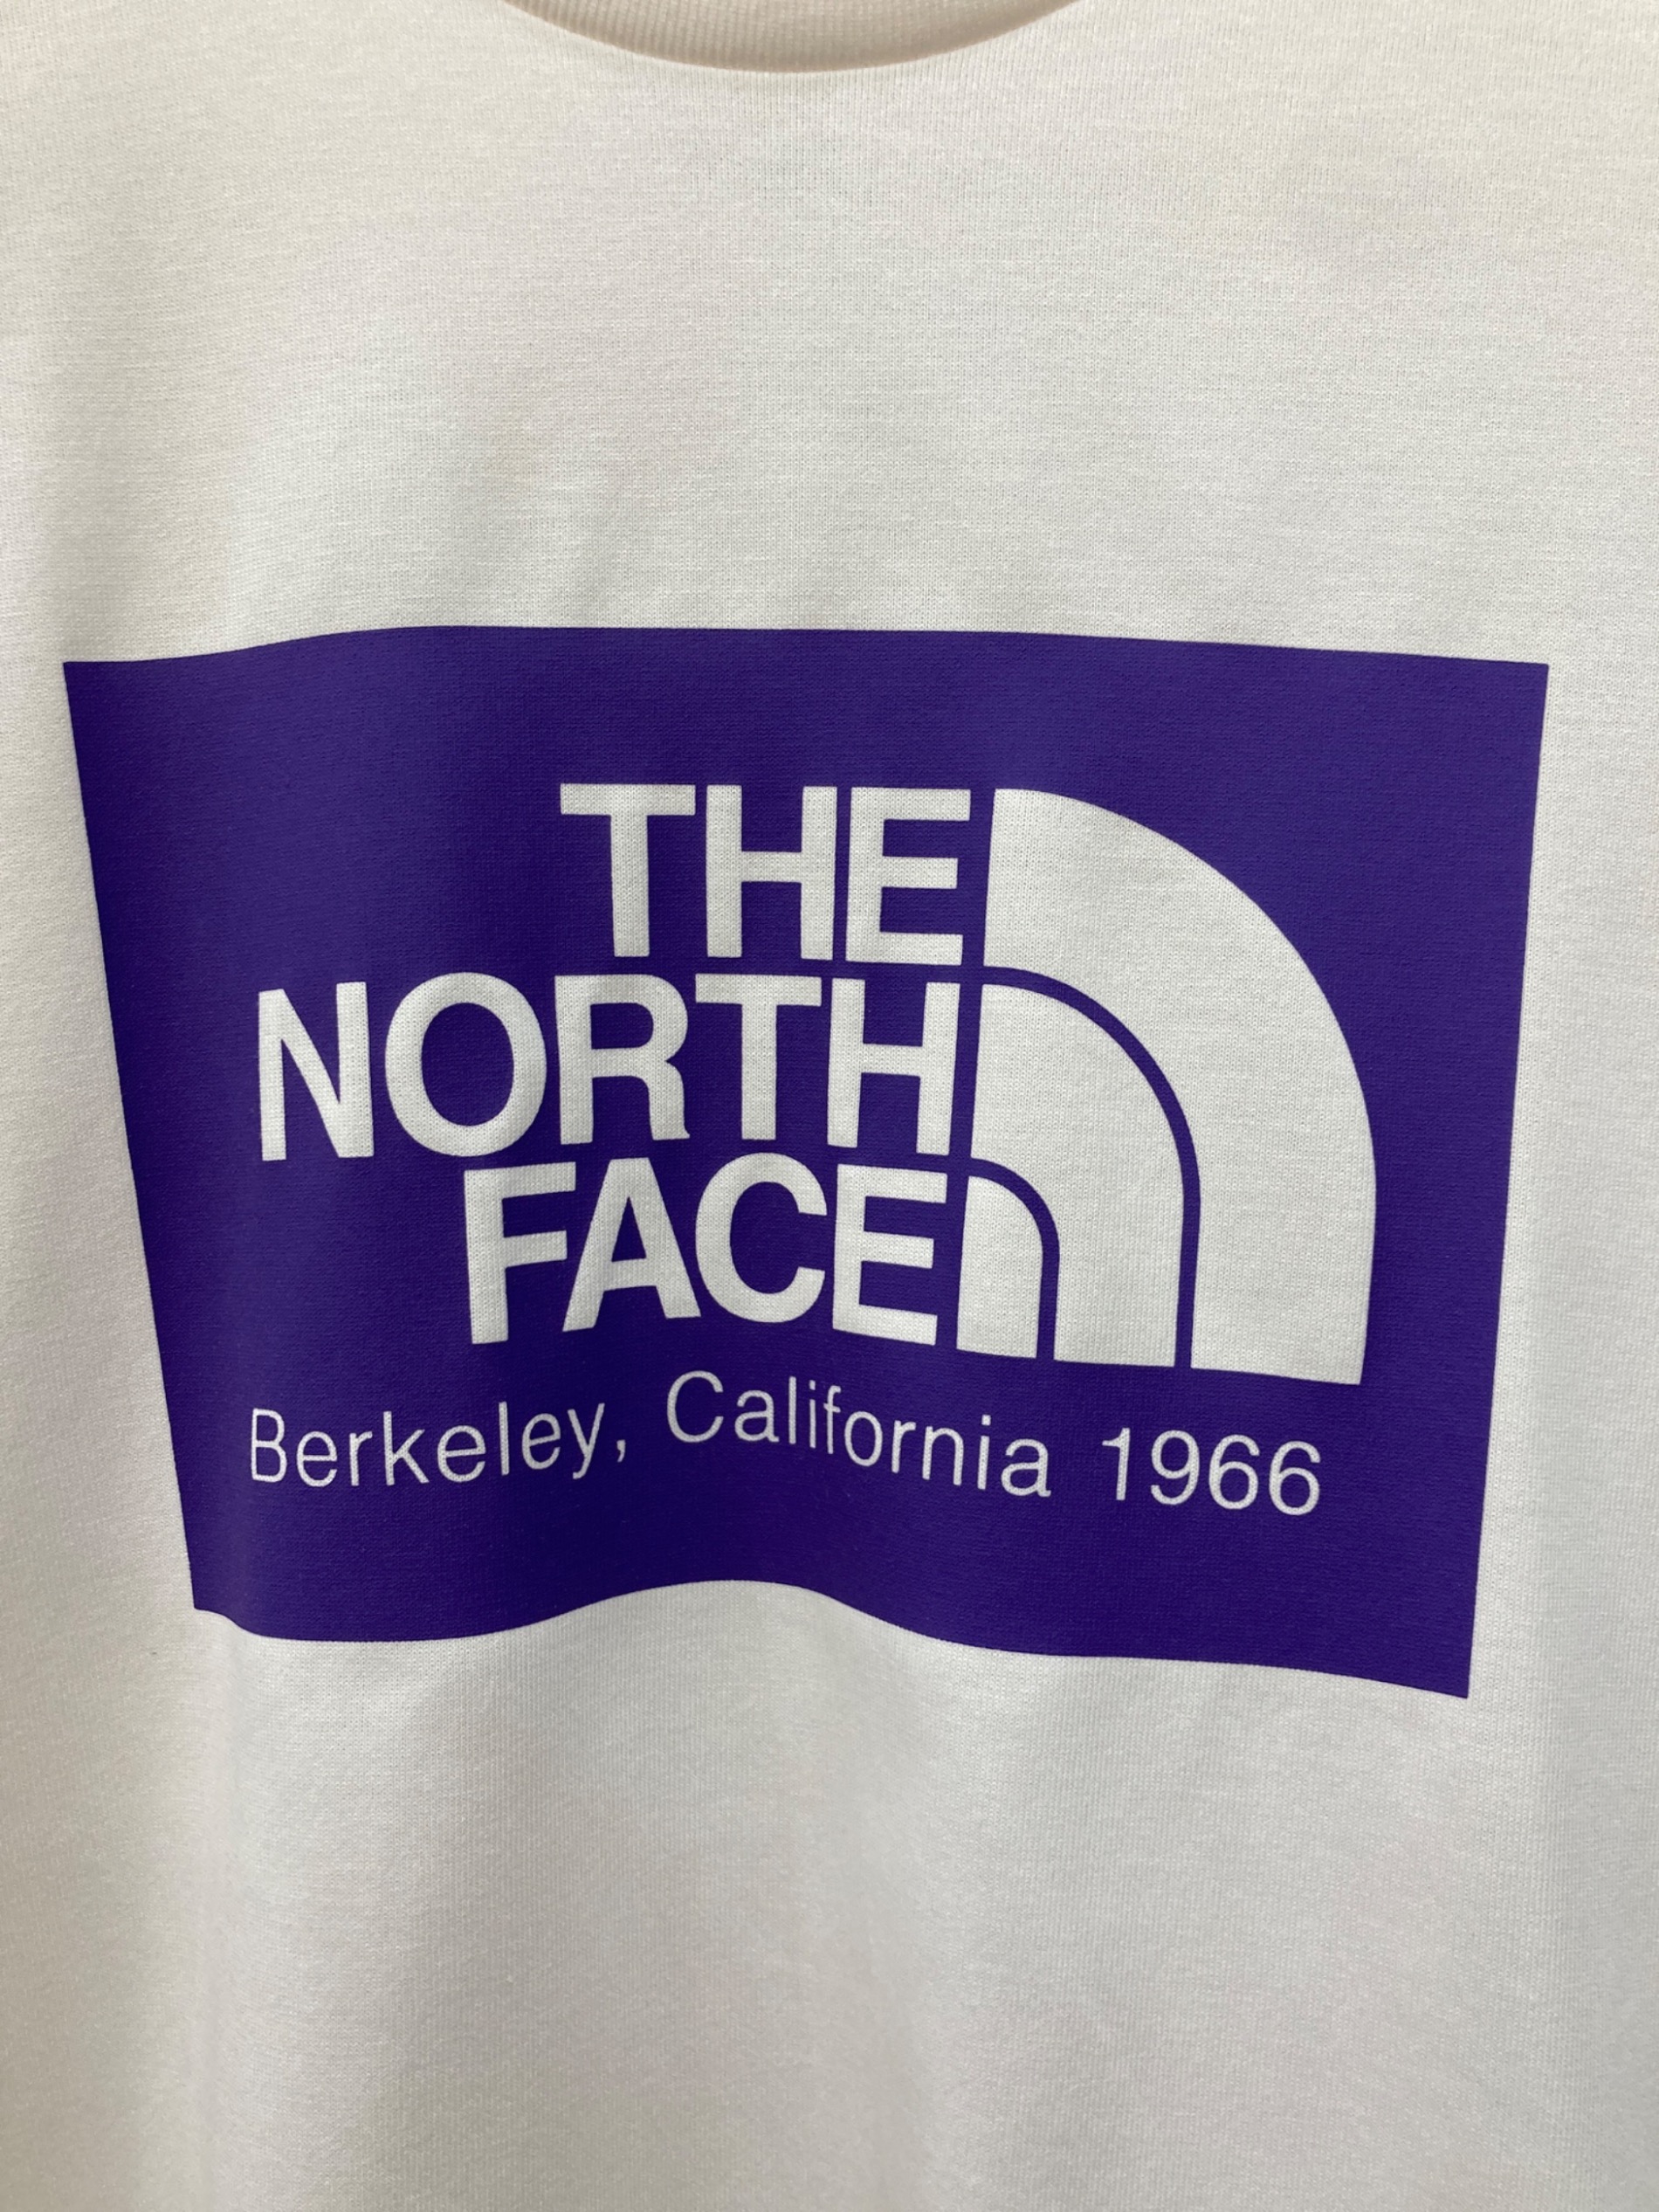 THE
NORTH
FACE
Berkeley, California 1966